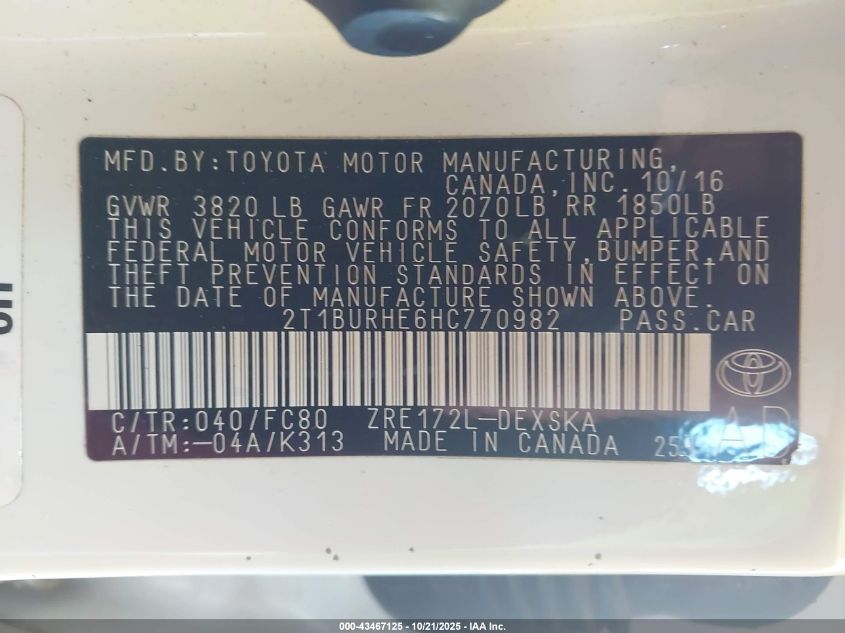 MFD.BY:TOYOTA MOTOR MANUFACTURING,
CANADA,INC. 10/16
GVWR 3820 LB GAWR FR 2070LB RR 1850LB
THIS VEHICLE CONFORMS TO ALL APPLICABLE
FEDERAL MOTOR VEHICLE SAFETY,BUMPER,AND
THEFT PREVENTION STANDARDS IN EFFECT ON
THE DATE OF MANUFACTURE SHOWN ABOVE.
2T1BURHE6HC770982 PASS.CAR
C/TR:040/FC80 ZRE172L-DEXSKA
A/TM:-04A/K313 MADE IN CANADA
AD
000-43467125 - 10/21/2025 - IAA Inc.